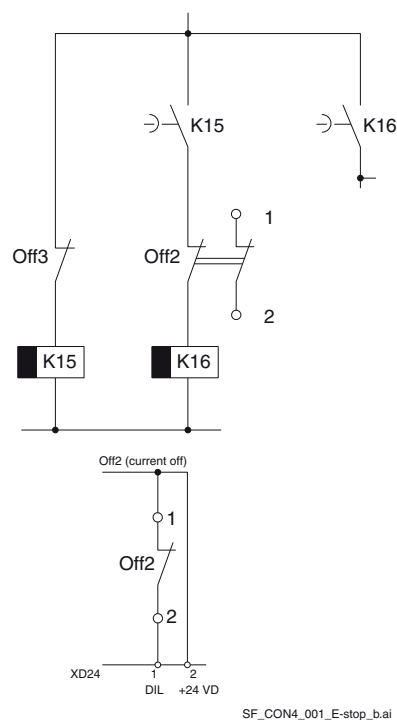 K15
K16
1
Off3
Off2
2
K15
K16
Off2 (current off)
1
Off2
2
XD24
1 2
DIL +24 VD
SF_CON4_001_E-stop_b.ai